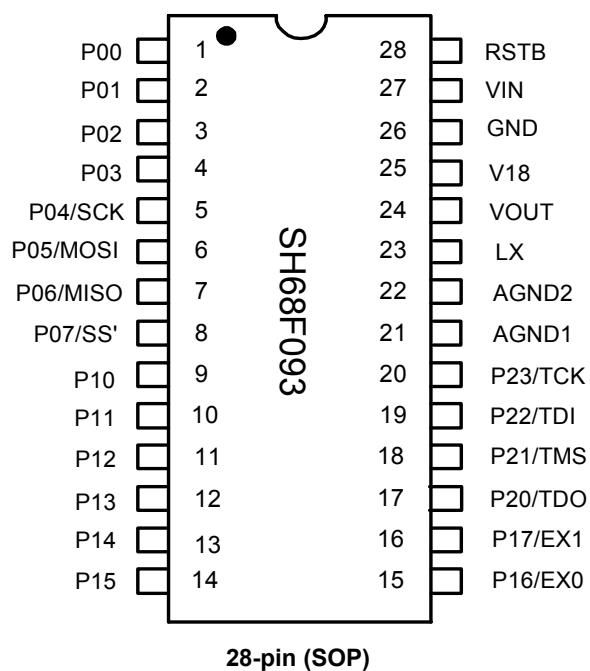 P00 1 28 RSTB
P01 2 27 VIN
P02 3 26 GND
P03 4 25 V18
P04/SCK 5 24 VOUT
P05/MOSI 6 23 LX
P06/MISO 7 22 AGND2
P07/SS' 8 21 AGND1
P10 9 20 P23/TCK
P11 10 19 P22/TDI
P12 11 18 P21/TMS
P13 12 17 P20/TDO
P14 13 16 P17/EX1
P15 14 15 P16/EX0
SH68F093
28-pin (SOP)